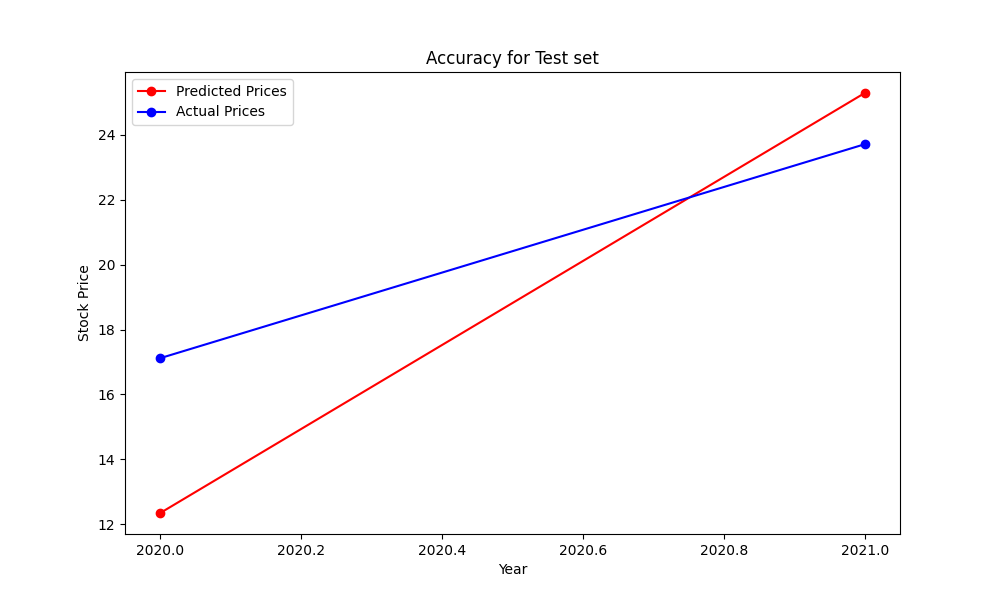 Accuracy for Test set
Predicted Prices
Actual Prices
Stock Price
24
22
20
18
16
14
12
2020.0 2020.2 2020.4 2020.6 2020.8 2021.0
Year